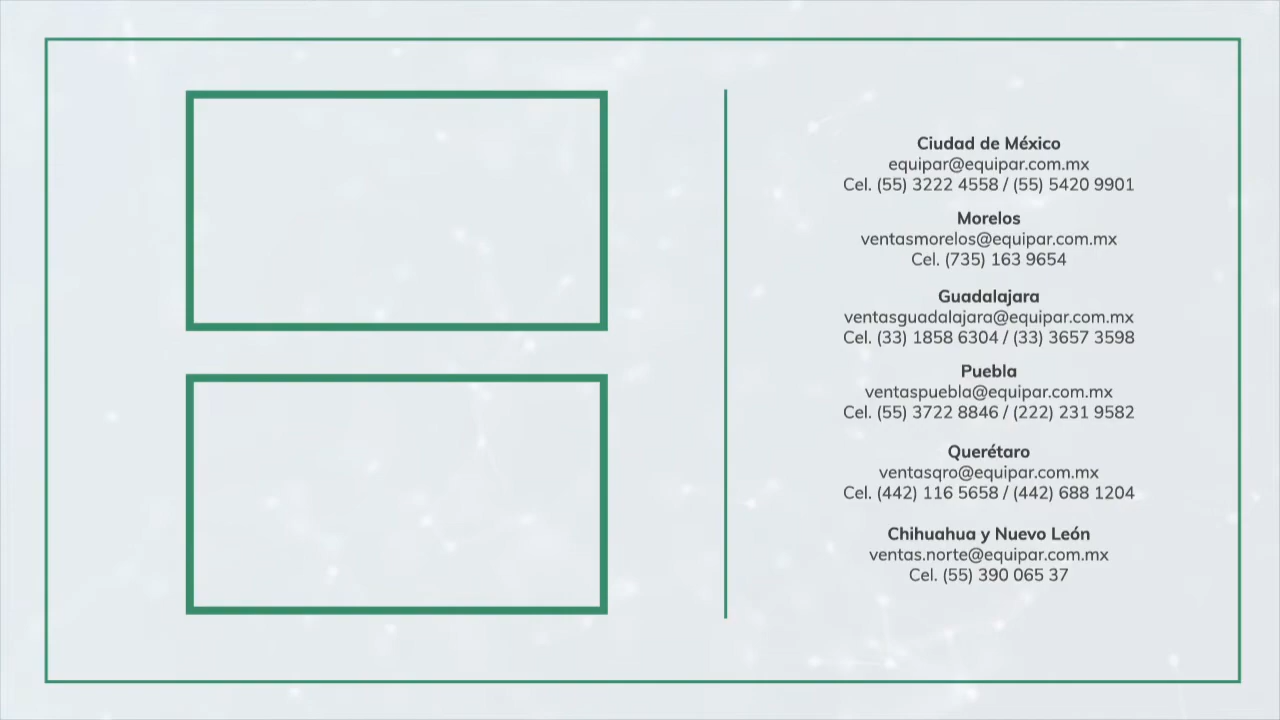 Ciudad de México
equipar@equipar.com.mx
Cel. (55) 3222 4558 / (55) 5420 9901
Morelos
ventasmorelos@equipar.com.mx
Cel. (735) 163 9654
Guadalajara
ventasguadalajara@equipar.com.mx
Cel. (33) 1858 6304 / (33) 3657 3598
Puebla
ventaspuebla@equipar.com.mx
Cel. (55) 3722 8846 / (222) 231 9582
Querétaro
ventasqro@equipar.com.mx
Cel. (442) 116 5658 / (442) 688 1204
Chihuahua y Nuevo León
ventas.norte@equipar.com.mx
Cel. (55) 390 065 37